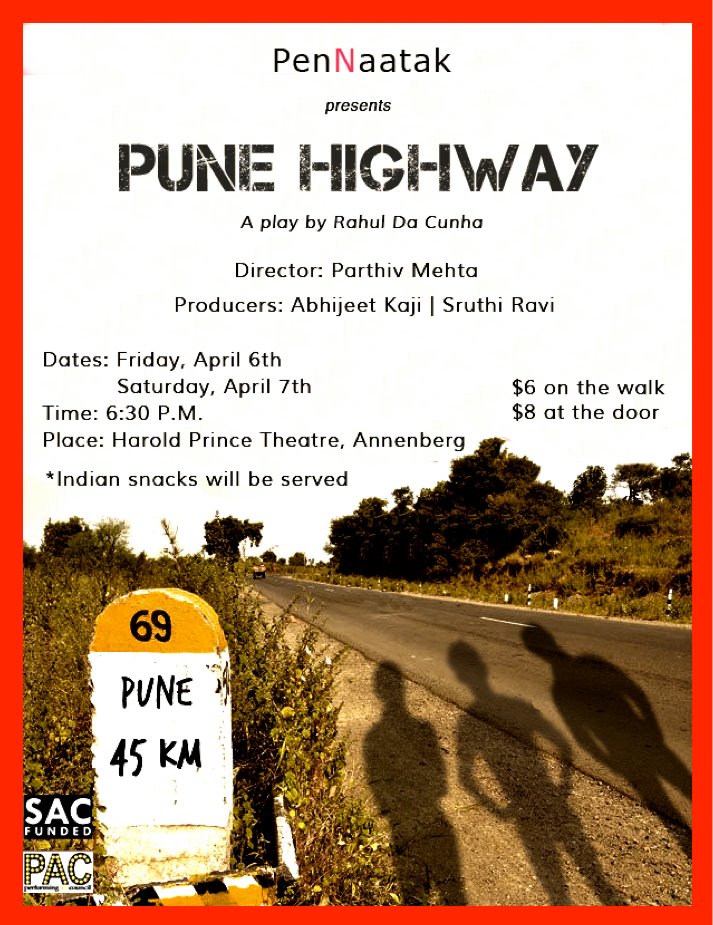 PenNaatak
presents
PUNE HIGHWAY
A play by Rahul Da Cunha
Director: Parthiv Mehta
Producers: Abhijeet Kaji | Sruthi Ravi
Dates: Friday, April 6th
Saturday, April 7th
Time: 6:30 P.M.
Place: Harold Prince Theatre, Annenberg
$6 on the walk
$8 at the door
*Indian snacks will be served
69
PUNE
45 KM
SAC
FUNDED
PAC
performing council